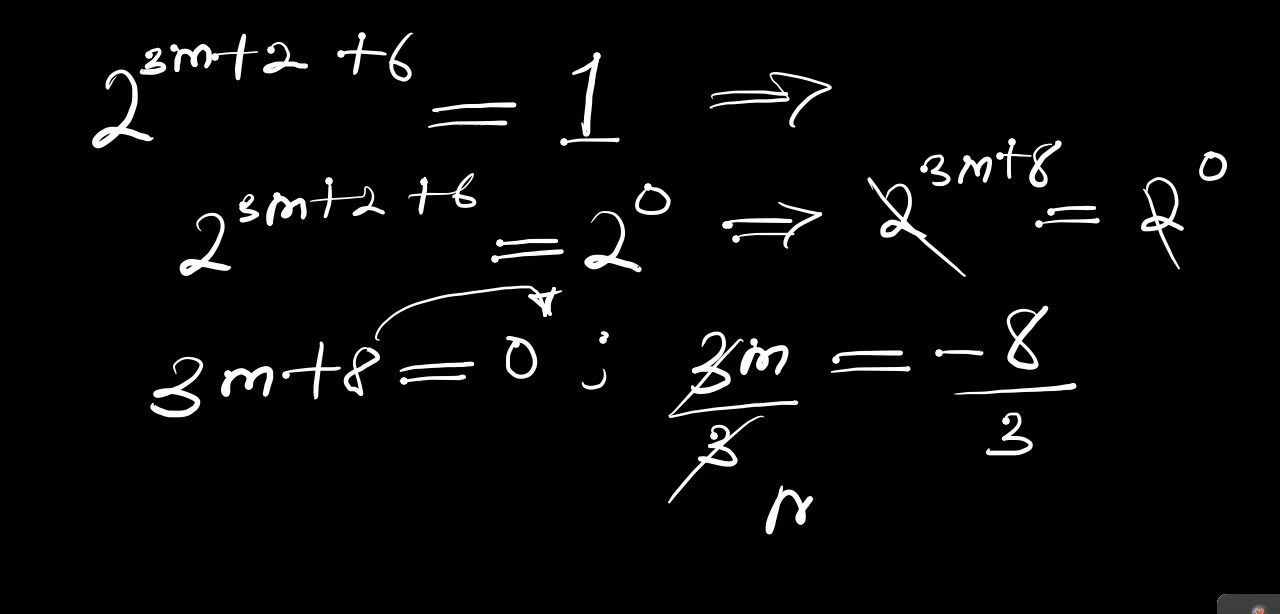 2^{3m+2+6} = 1 ⇒
2^{3m+2+6} = 2^0 ⇒ 2^{3m+8} = 2^0
3m+8 = 0 ; 3m/3 = -8/3
m